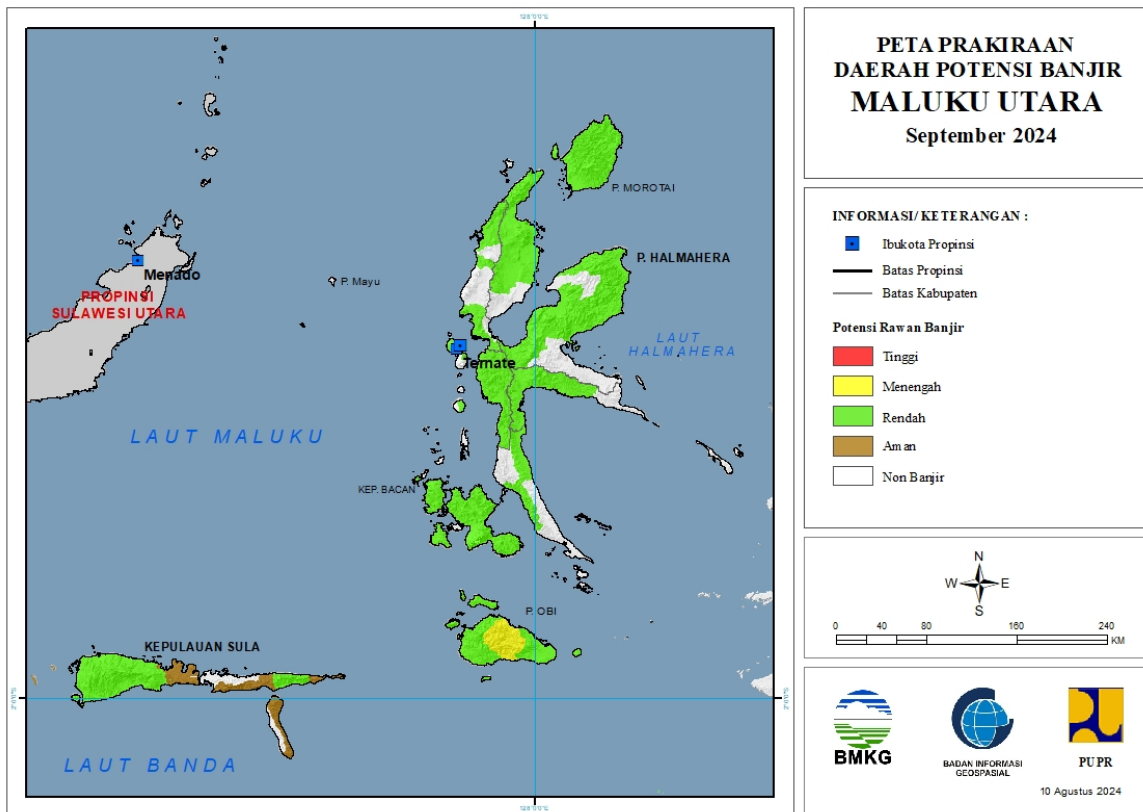 PETA PRAKIRAAN
DAERAH POTENSI BANJIR
MALUKU UTARA
September 2024
INFORMASI/ KETERANGAN :
Ibukota Propinsi
Batas Propinsi
Batas Kabupaten
Potensi Rawan Banjir
Tinggi
Menengah
Rendah
Aman
Non Banjir
N
W E
S
0 40 80 160 240
KM
BMKG
BADAN INFORMASI
GEOSPASIAL
PUPR
10 Agustus 2024
P. MOROTAI
P. HALMAHERA
Menado
P. Mayu
PROPINSI
SULAWESI UTARA
LAUT
HALMAHERA
Ternate
LAUT MALUKU
KEP. BACAN
P. OBI
KEPULAUAN SULA
LAUT BANDA